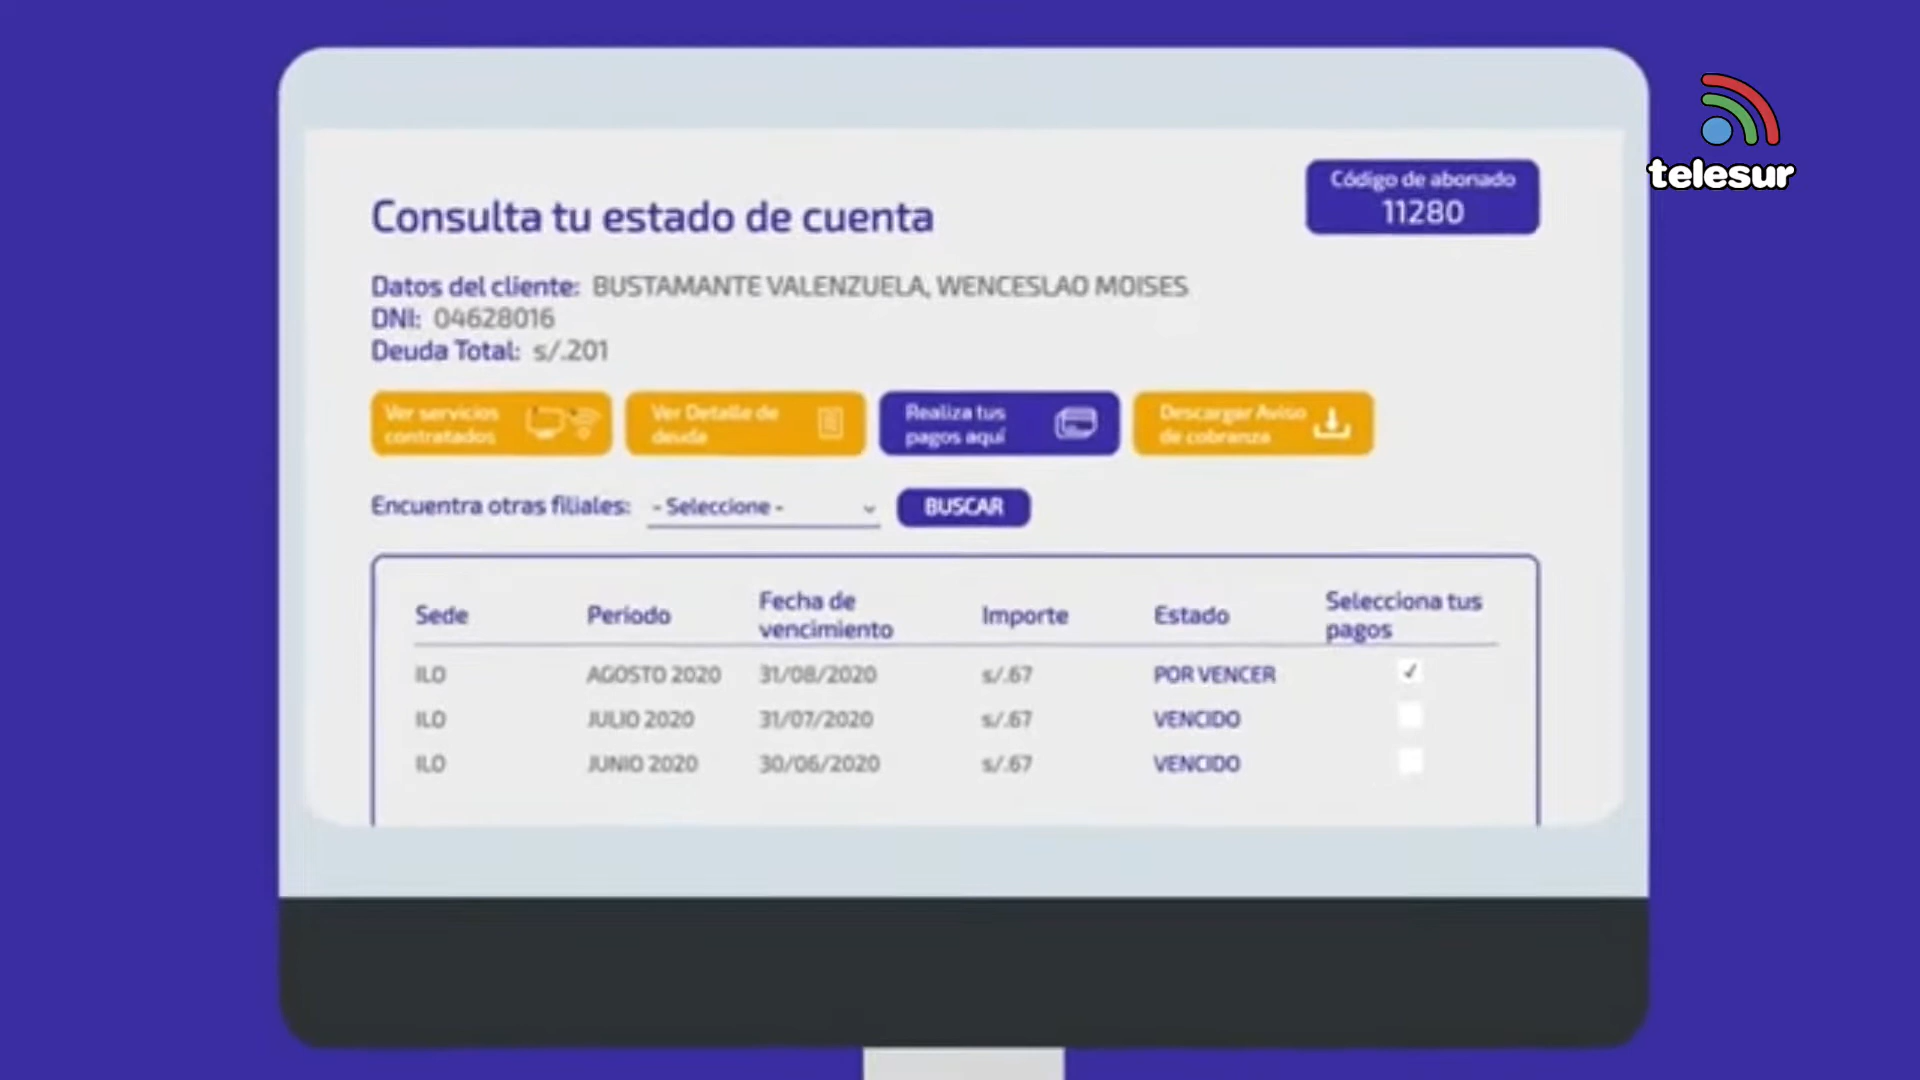 telesur
Código de abonado
11280
Consulta tu estado de cuenta
Datos del cliente: BUSTAMANTE VALENZUELA, WENCESLAO MOISES
DNI: 04628016
Deuda Total: s/.201
Ver servicios
contratados
Ver Detalle de
deuda
Realiza tus
pagos aquí
Descargar Aviso
de cobranza
Encuentra otras filiales: - Seleccione - BUSCAR
Sede Periodo Fecha de vencimiento Importe Estado Selecciona tus pagos
ILO AGOSTO 2020 31/08/2020 s/.67 POR VENCER ✓
ILO JULIO 2020 31/07/2020 s/.67 VENCIDO
ILO JUNIO 2020 30/06/2020 s/.67 VENCIDO